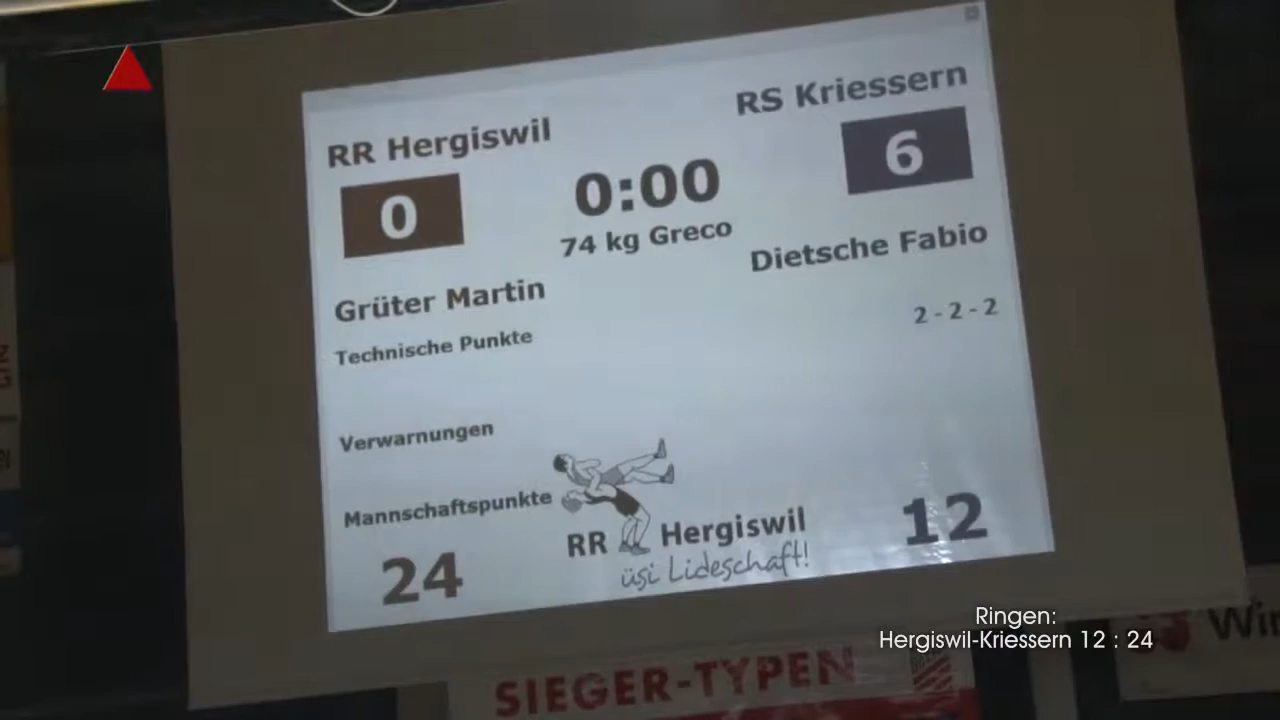 RR Hergiswil
RS Kriessern
0
0:00
6
74 kg Greco
Grüter Martin
Dietsche Fabio
Technische Punkte
2 - 2 - 2
Verwarnungen
Mannschaftspunkte
RR Hergiswil
üsi Lideschaft!
24
12
Ringen:
Hergiswil-Kriessern 12 : 24
SIEGER-TYPEN